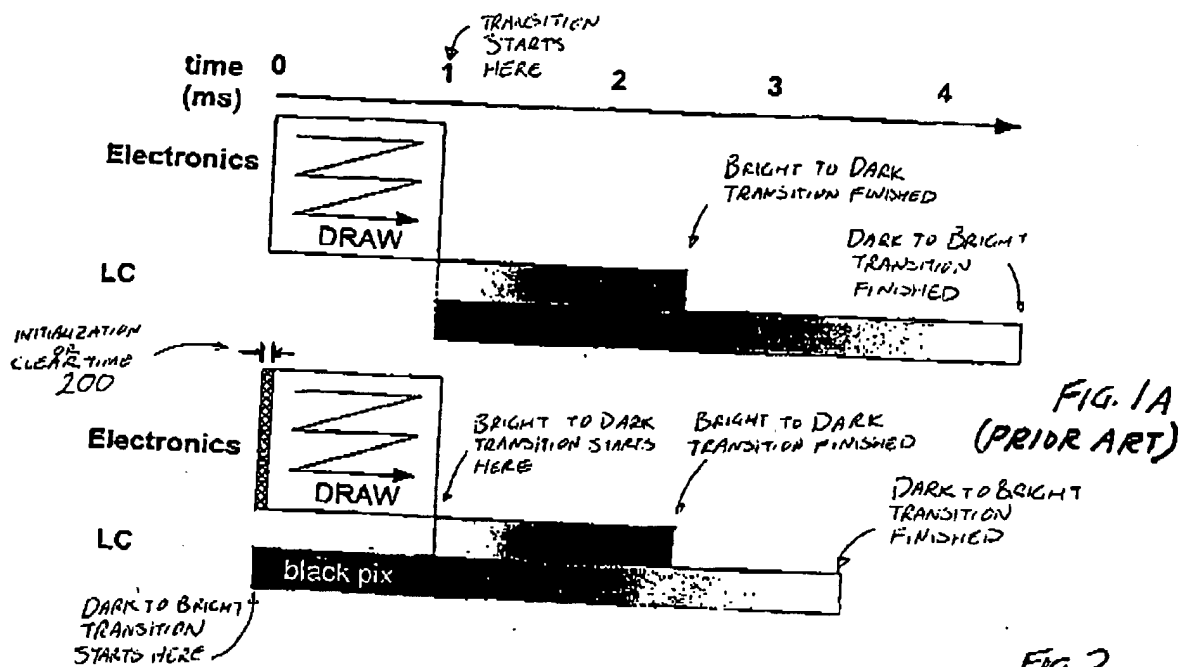 TRANSITION
STARTS
HERE
time
(ms)
0
1
2
3
4
Electronics
DRAW
BRIGHT TO DARK
TRANSITION FINISHED
DARK TO BRIGHT
TRANSITION
FINISHED
LC
INITIALIZATION
OR
CLEAR TIME
200
FIG. 1A
(PRIOR ART)
Electronics
DRAW
BRIGHT TO DARK
TRANSITION STARTS
HERE
BRIGHT TO DARK
TRANSITION FINISHED
DARK TO BRIGHT
TRANSITION
FINISHED
LC
black pix
DARK TO BRIGHT
TRANSITION
STARTS HERE
FIG. 2